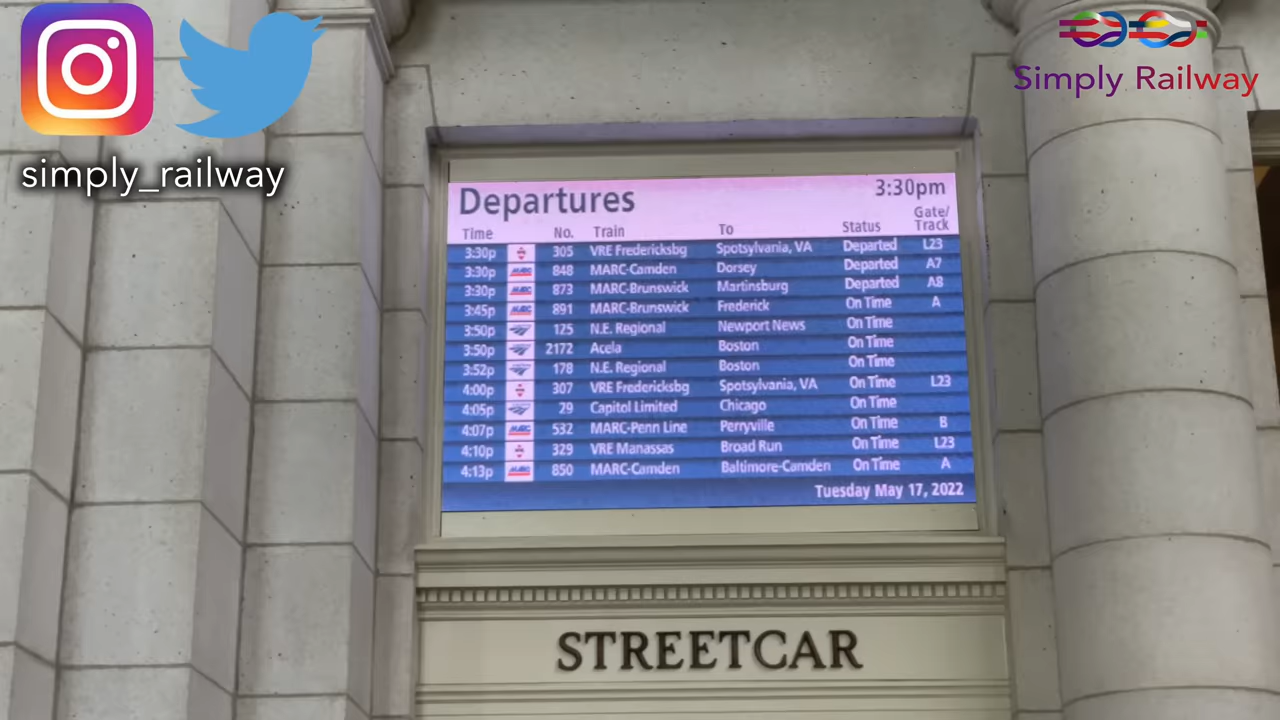 simply_railway
Simply Railway
Departures 3:30pm
Time No. Train To Status Gate/Track
3:30p 305 VRE Fredericksbg Spotsylvania, VA Departed L23
3:30p MARC 848 MARC-Camden Dorsey Departed A7
3:30p MARC 873 MARC-Brunswick Martinsburg Departed A8
3:45p MARC 891 MARC-Brunswick Frederick On Time A
3:50p 125 N.E. Regional Newport News On Time
3:50p 2172 Acela Boston On Time
3:52p 178 N.E. Regional Boston On Time
4:00p 307 VRE Fredericksbg Spotsylvania, VA On Time L23
4:05p 29 Capitol Limited Chicago On Time
4:07p MARC 532 MARC-Penn Line Perryville On Time B
4:10p 329 VRE Manassas Broad Run On Time L23
4:13p MARC 850 MARC-Camden Baltimore-Camden On Time A
Tuesday May 17, 2022
STREETCAR